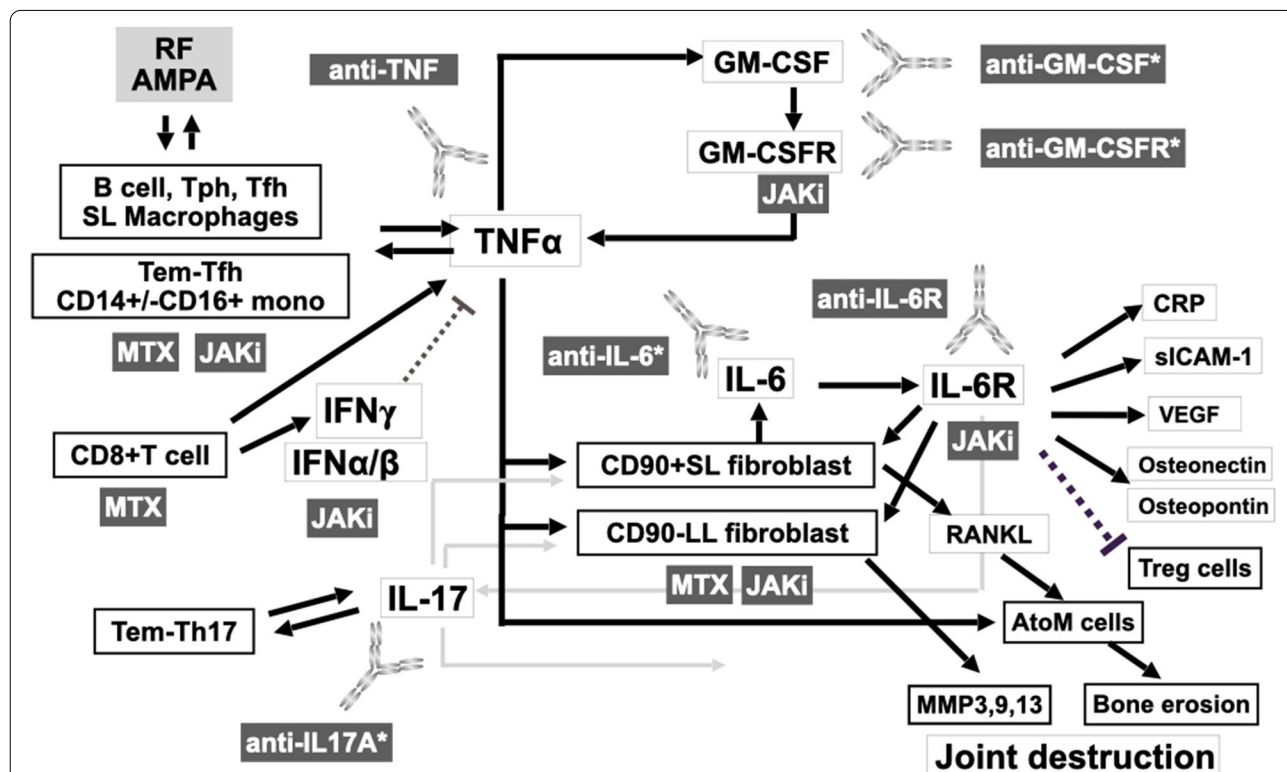 RF
AMPA
anti-TNF
GM-CSF
anti-GM-CSF*
GM-CSFR
anti-GM-CSFR*
JAKi
B cell, Tph, Tfh
SL Macrophages
TNFα
Tem-Tfh
CD14+/-CD16+ mono
MTX JAKi
anti-IL-6R
CRP
anti-IL-6*
sICAM-1
IL-6
IL-6R
IFNγ
VEGF
JAKi
CD8+T cell
IFNα/β
CD90+SL fibroblast
Osteonectin
MTX
JAKi
Osteopontin
CD90-LL fibroblast
RANKL
Treg cells
MTX JAKi
IL-17
Tem-Th17
AtoM cells
MMP3,9,13
Bone erosion
anti-IL17A*
Joint destruction